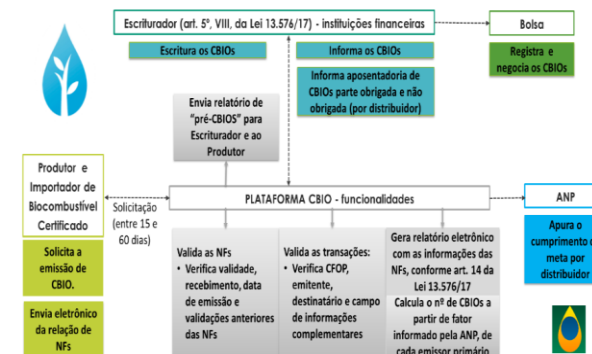 Escriturador (art. 5º, VIII, da Lei 13.576/17) - instituições financeiras
Bolsa
Escritura os CBIOs
Informa os CBIOs
Registra e
negocia os CBIOs
Informa aposentadoria de
CBIOs parte obrigada e não
obrigada (por distribuidor)
Envia relatório de
"pré-CBIOS" para
Escriturador e ao
Produtor
Produtor e
Importador de
Biocombustível
Certificado
Solicitação
(entre 15 e
60 dias)
PLATAFORMA CBIO - funcionalidades
ANP
Solicita a
emissão de
CBIO.
Envia eletrônico
da relação de
NFs
Valida as NFs
• Verifica validade,
recebimento, data
de emissão e
validações anteriores
das NFs
Valida as transações:
• Verifica CFOP,
emitente,
destinatário e campo
de informações
complementares
Gera relatório eletrônico
com as informações das
NFs, conforme art. 14 da
Lei 13.576/17
Calcula o nº de CBIOs a
partir de fator
informado pela ANP, de
cada emissor primário
Apura o
cumprimento d
meta por
distribuidor